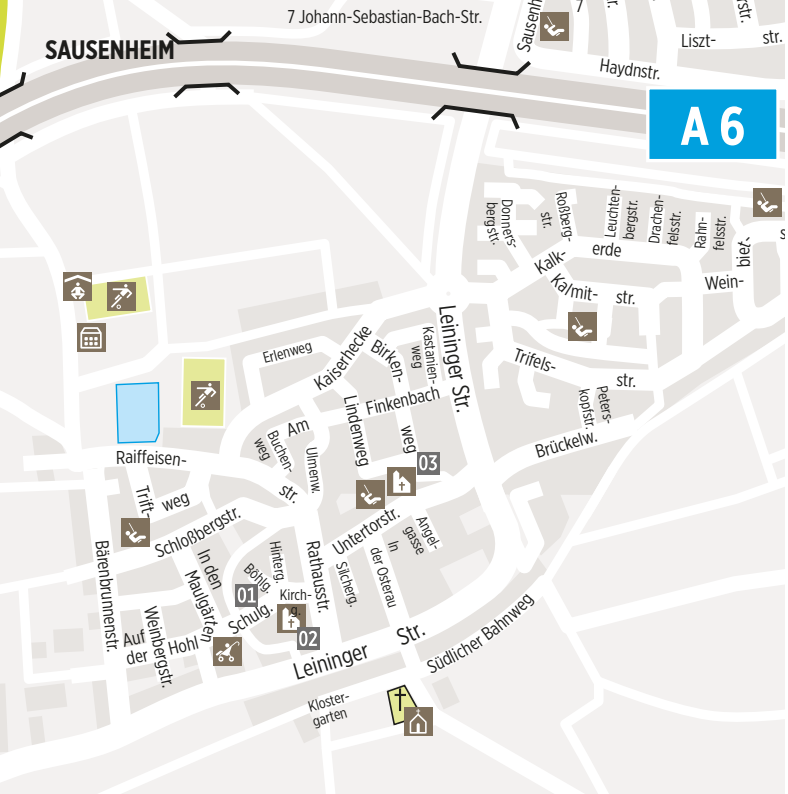 7 Johann-Sebastian-Bach-Str.
SAUSENHEIM
Sausenh
7
r.
rstr.
Liszt-
str.
Haydnstr.
A 6
Donners-
bergstr.
Roßberg-
str.
Leuchten-
bergstr.
Drachen-
felsstr.
Rahn-
felsstr.
biet.
s
Wein-
Kalk-
erde
Kalmit-
str.
Trifels-
str.
Peters-
kopfstr.
Brückelw.
Leininger Str.
Kastanien-
weg
Birken-
weg
Kaiserhecke
Erlenweg
Finkenbach
Lindenweg
Am
Buchen-
weg
Ulmenw.
03
Raiffeisen-
str.
Trift-
weg
Schloßbergstr.
Untertorstr.
Angel-
gasse
In
der Osterau
Silcherg.
Rathausstr.
Hinterg.
Böhlg.
In den
Maulgärten
01
Kirch-
g.
Schulg.
02
Bärenbrunnenstr.
Weinbergstr.
Auf
der
Hohl
Leininger
Str.
Südlicher Bahnweg
Kloster-
garten